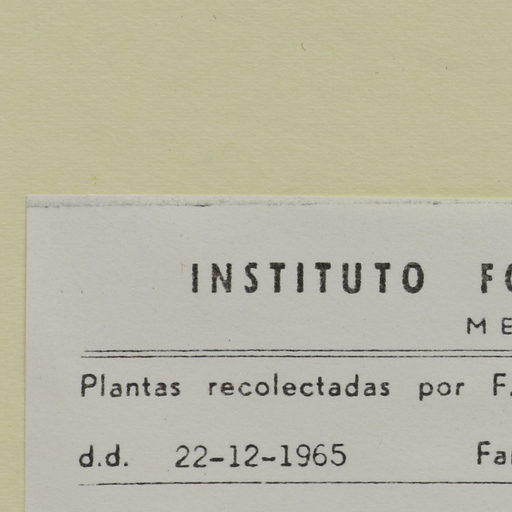 INSTITUTO
Plantas recolectadas por F.
d.d. 22-12-1965